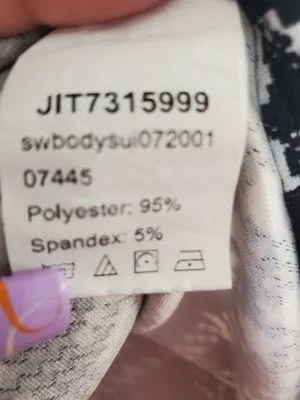 JIT7315999
swbodysui072001
07445
Polyester: 95%
Spandex: 5%